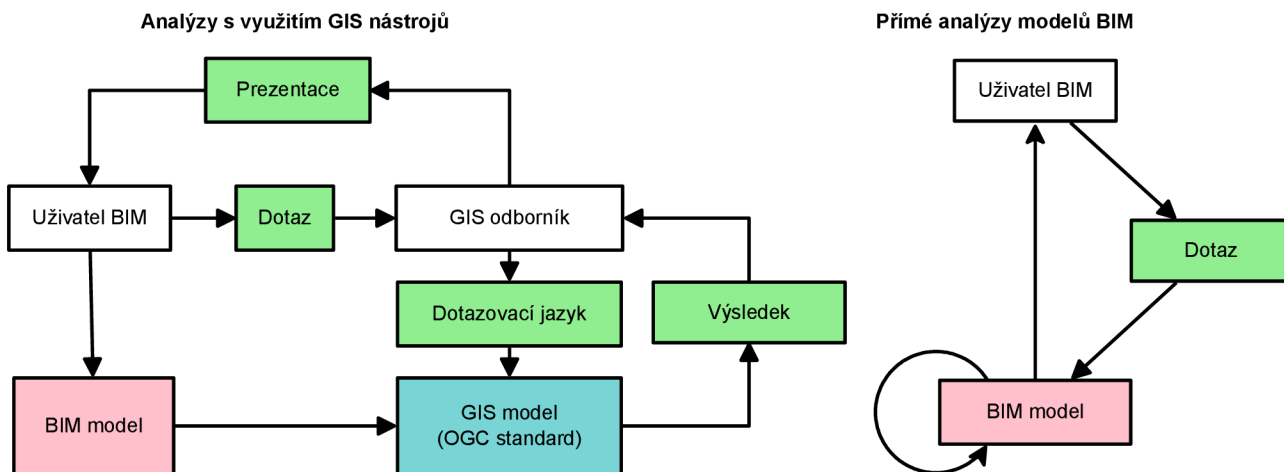 Analýzy s využitím GIS nástrojů
Prezentace
Uživatel BIM
Dotaz
GIS odborník
Dotazovací jazyk
Výsledek
BIM model
GIS model
(OGC standard)
Přímé analýzy modelů BIM
Uživatel BIM
Dotaz
BIM model